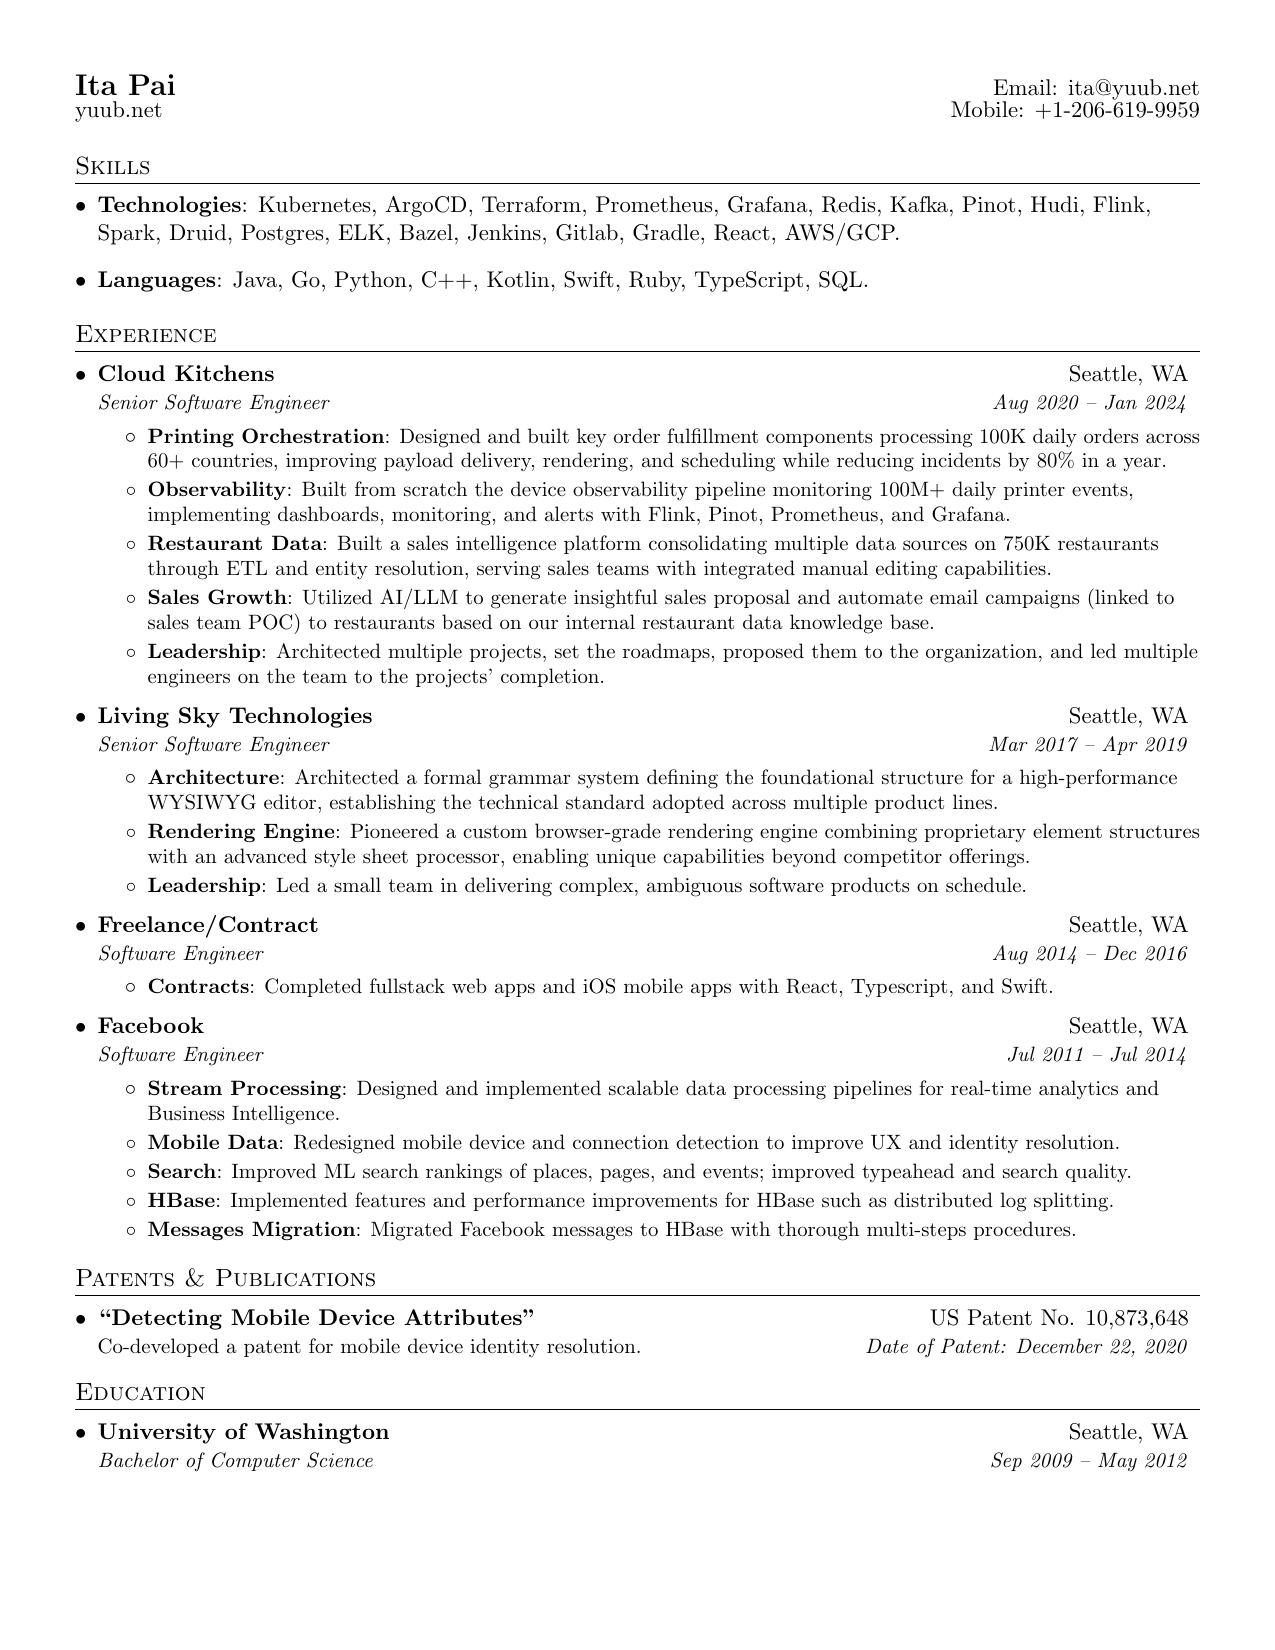 Ita Pai
Email: ita@yuub.net
yuub.net
Mobile: +1-206-619-9959
Skills
• Technologies: Kubernetes, ArgoCD, Terraform, Prometheus, Grafana, Redis, Kafka, Pinot, Hudi, Flink,
Spark, Druid, Postgres, ELK, Bazel, Jenkins, Gitlab, Gradle, React, AWS/GCP.
• Languages: Java, Go, Python, C++, Kotlin, Swift, Ruby, TypeScript, SQL.
Experience
• Cloud Kitchens Seattle, WA
Senior Software Engineer Aug 2020 – Jan 2024
◦ Printing Orchestration: Designed and built key order fulfillment components processing 100K daily orders across
60+ countries, improving payload delivery, rendering, and scheduling while reducing incidents by 80% in a year.
◦ Observability: Built from scratch the device observability pipeline monitoring 100M+ daily printer events,
implementing dashboards, monitoring, and alerts with Flink, Pinot, Prometheus, and Grafana.
◦ Restaurant Data: Built a sales intelligence platform consolidating multiple data sources on 750K restaurants
through ETL and entity resolution, serving sales teams with integrated manual editing capabilities.
◦ Sales Growth: Utilized AI/LLM to generate insightful sales proposal and automate email campaigns (linked to
sales team POC) to restaurants based on our internal restaurant data knowledge base.
◦ Leadership: Architected multiple projects, set the roadmaps, proposed them to the organization, and led multiple
engineers on the team to the projects' completion.
• Living Sky Technologies Seattle, WA
Senior Software Engineer Mar 2017 – Apr 2019
◦ Architecture: Architected a formal grammar system defining the foundational structure for a high-performance
WYSIWYG editor, establishing the technical standard adopted across multiple product lines.
◦ Rendering Engine: Pioneered a custom browser-grade rendering engine combining proprietary element structures
with an advanced style sheet processor, enabling unique capabilities beyond competitor offerings.
◦ Leadership: Led a small team in delivering complex, ambiguous software products on schedule.
• Freelance/Contract Seattle, WA
Software Engineer Aug 2014 – Dec 2016
◦ Contracts: Completed fullstack web apps and iOS mobile apps with React, Typescript, and Swift.
• Facebook Seattle, WA
Software Engineer Jul 2011 – Jul 2014
◦ Stream Processing: Designed and implemented scalable data processing pipelines for real-time analytics and
Business Intelligence.
◦ Mobile Data: Redesigned mobile device and connection detection to improve UX and identity resolution.
◦ Search: Improved ML search rankings of places, pages, and events; improved typeahead and search quality.
◦ HBase: Implemented features and performance improvements for HBase such as distributed log splitting.
◦ Messages Migration: Migrated Facebook messages to HBase with thorough multi-steps procedures.
Patents & Publications
• “Detecting Mobile Device Attributes” US Patent No. 10,873,648
Co-developed a patent for mobile device identity resolution. Date of Patent: December 22, 2020
Education
• University of Washington Seattle, WA
Bachelor of Computer Science Sep 2009 – May 2012